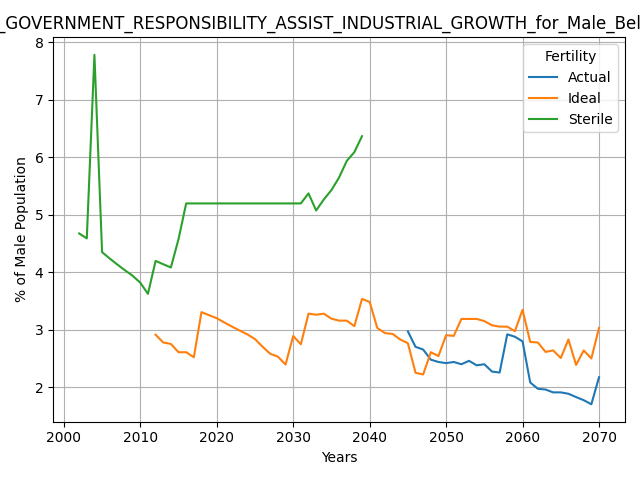 _GOVERNMENT_RESPONSIBILITY_ASSIST_INDUSTRIAL_GROWTH_for_Male_Bel
8
7
6
5
4
3
2
% of Male Population
Fertility
Actual
Ideal
Sterile
2000 2010 2020 2030 2040 2050 2060 2070
Years